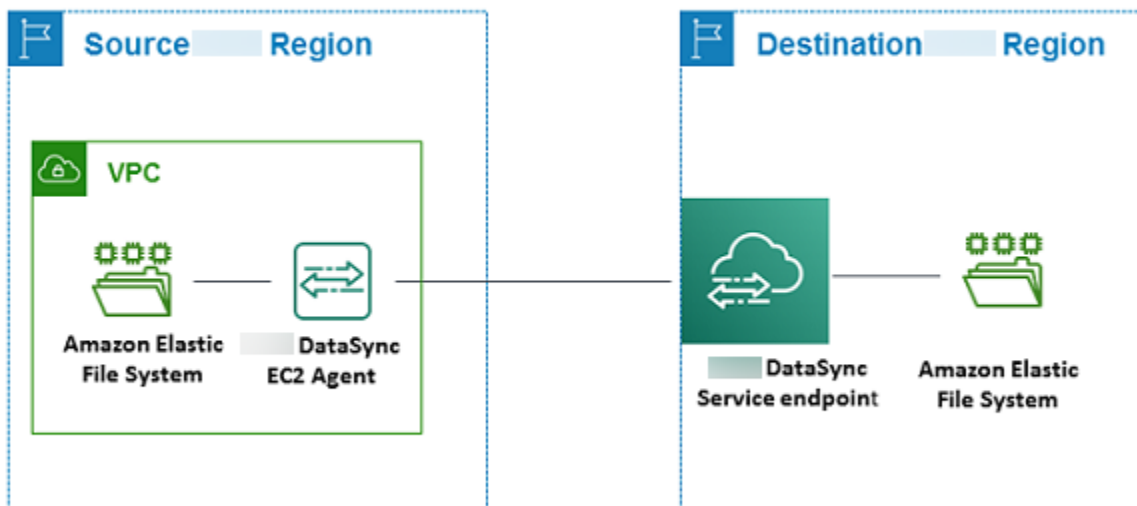 Source Region
Destination Region
VPC
Amazon Elastic
File System
DataSync
EC2 Agent
DataSync
Service endpoint
Amazon Elastic
File System